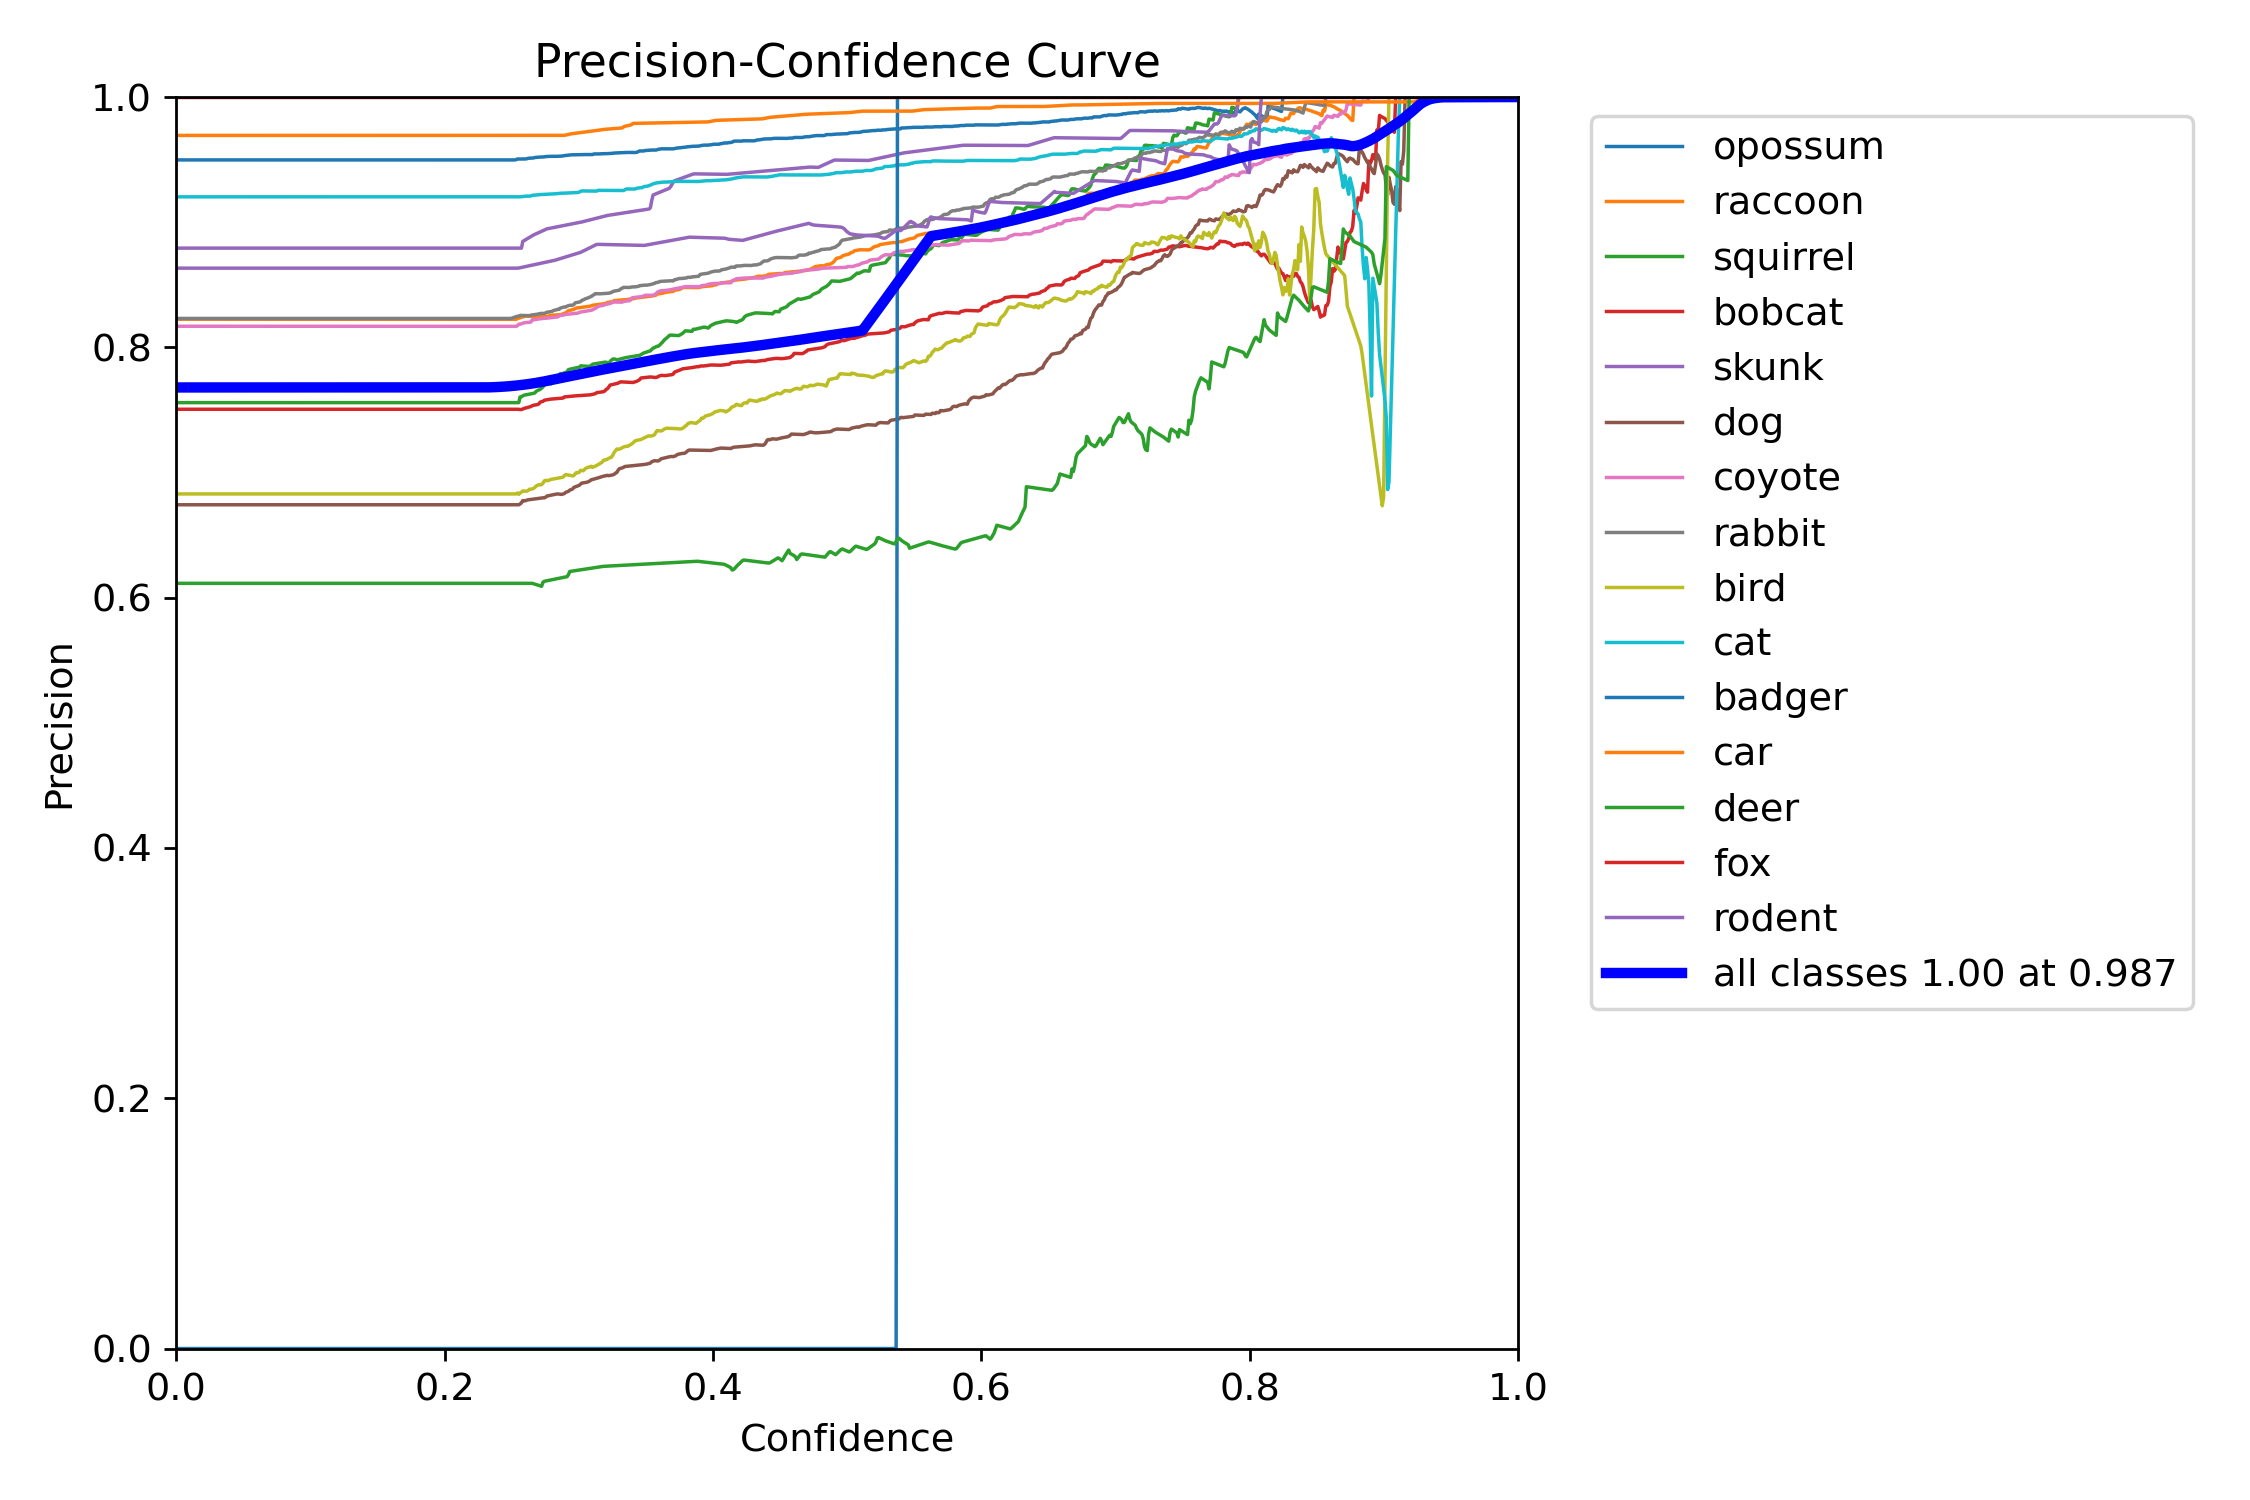 Precision-Confidence Curve
1.0
0.8
0.6
0.4
0.2
0.0
Precision
0.0 0.2 0.4 0.6 0.8 1.0
Confidence
opossum
raccoon
squirrel
bobcat
skunk
dog
coyote
rabbit
bird
cat
badger
car
deer
fox
rodent
all classes 1.00 at 0.987